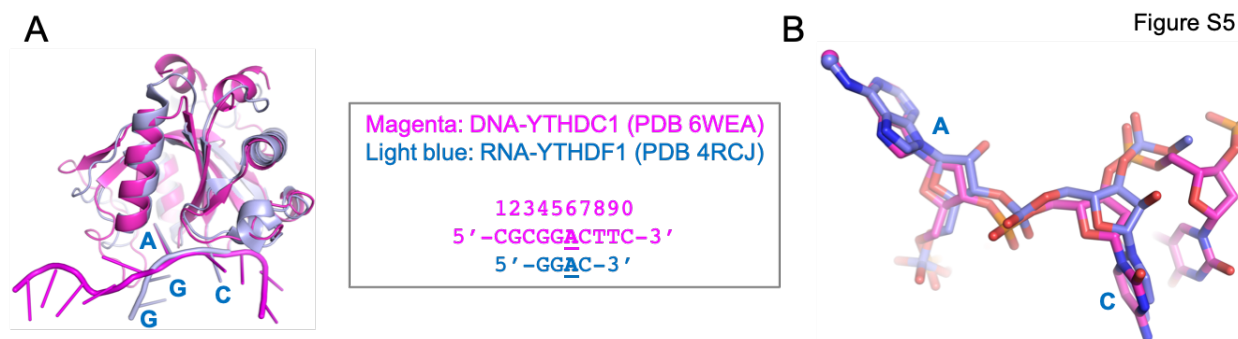 A
B
Figure S5
Magenta: DNA-YTHDC1 (PDB 6WEA)
Light blue: RNA-YTHDF1 (PDB 4RCJ)
1234567890
5′-CGCGGACTTC-3′
5′-GGAC-3′
A
G
C
G
A
C